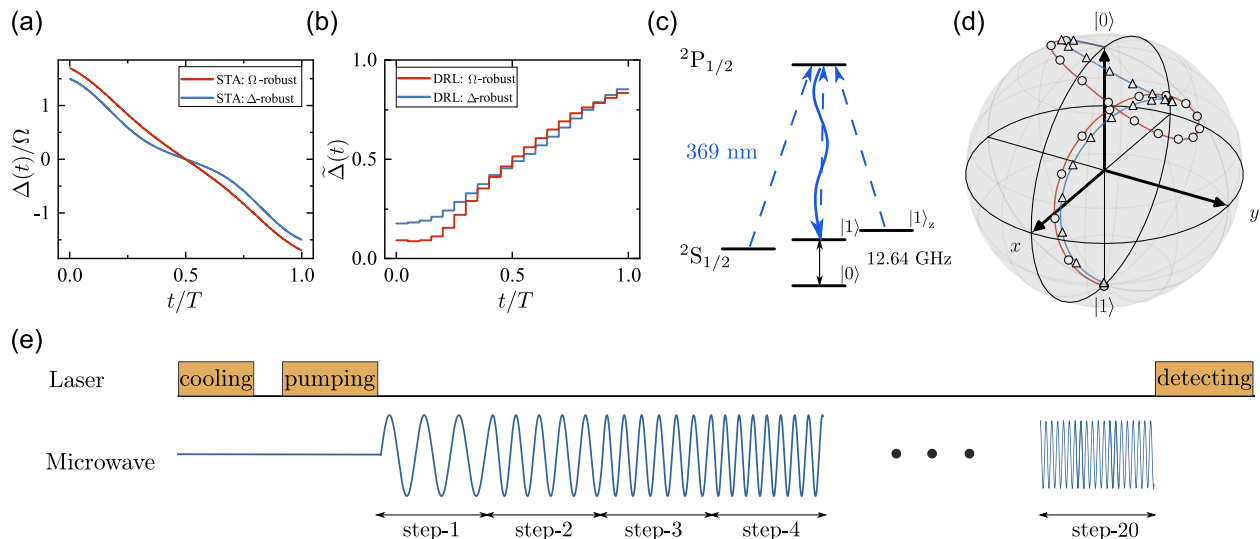 (a)
STA: Ω-robust
STA: Δ-robust
Δ(t)/Ω
1
0
-1
0.0
0.5
1.0
t/T
(b)
DRL: Ω-robust
DRL: Δ-robust
Δ̃(t)
1.0
0.5
0.0
0.0
0.5
1.0
t/T
(c)
²P₁/₂
369 nm
|1⟩
|1⟩z
²S₁/₂
12.64 GHz
|0⟩
(d)
|0⟩
x
y
|1⟩
(e)
Laser
cooling
pumping
detecting
Microwave
step-1
step-2
step-3
step-4
step-20